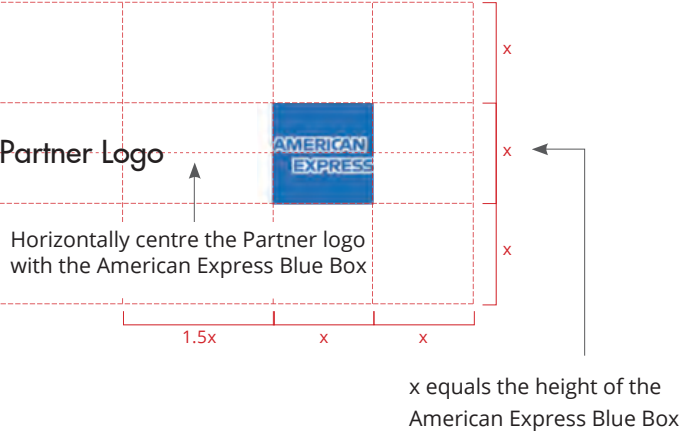 x
Partner Logo
AMERICAN
EXPRESS
x
Horizontally centre the Partner logo
with the American Express Blue Box
x
1.5x
x
x
x equals the height of the
American Express Blue Box